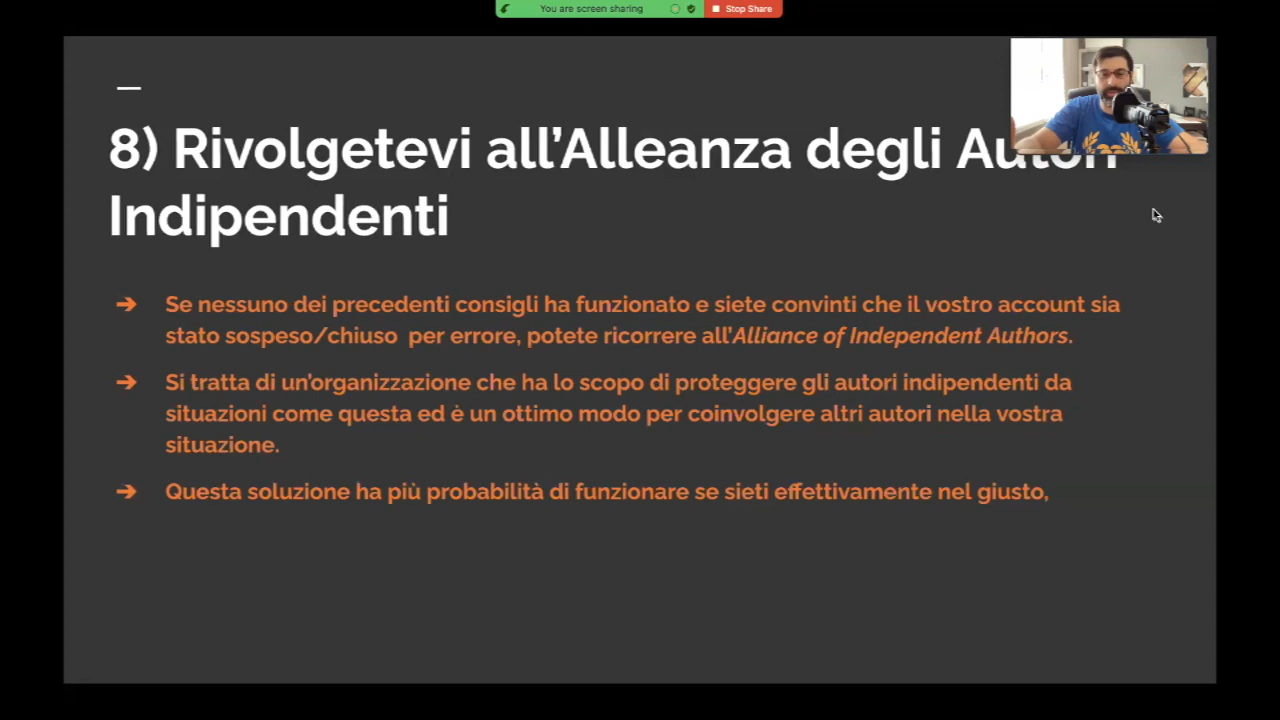 You are screen sharing Stop Share
8) Rivolgetevi all'Alleanza degli Autori
Indipendenti
➔ Se nessuno dei precedenti consigli ha funzionato e siete convinti che il vostro account sia
stato sospeso/chiuso per errore, potete ricorrere all'Alliance of Independent Authors.
➔ Si tratta di un'organizzazione che ha lo scopo di proteggere gli autori indipendenti da
situazioni come questa ed è un ottimo modo per coinvolgere altri autori nella vostra
situazione.
➔ Questa soluzione ha più probabilità di funzionare se sieti effettivamente nel giusto,